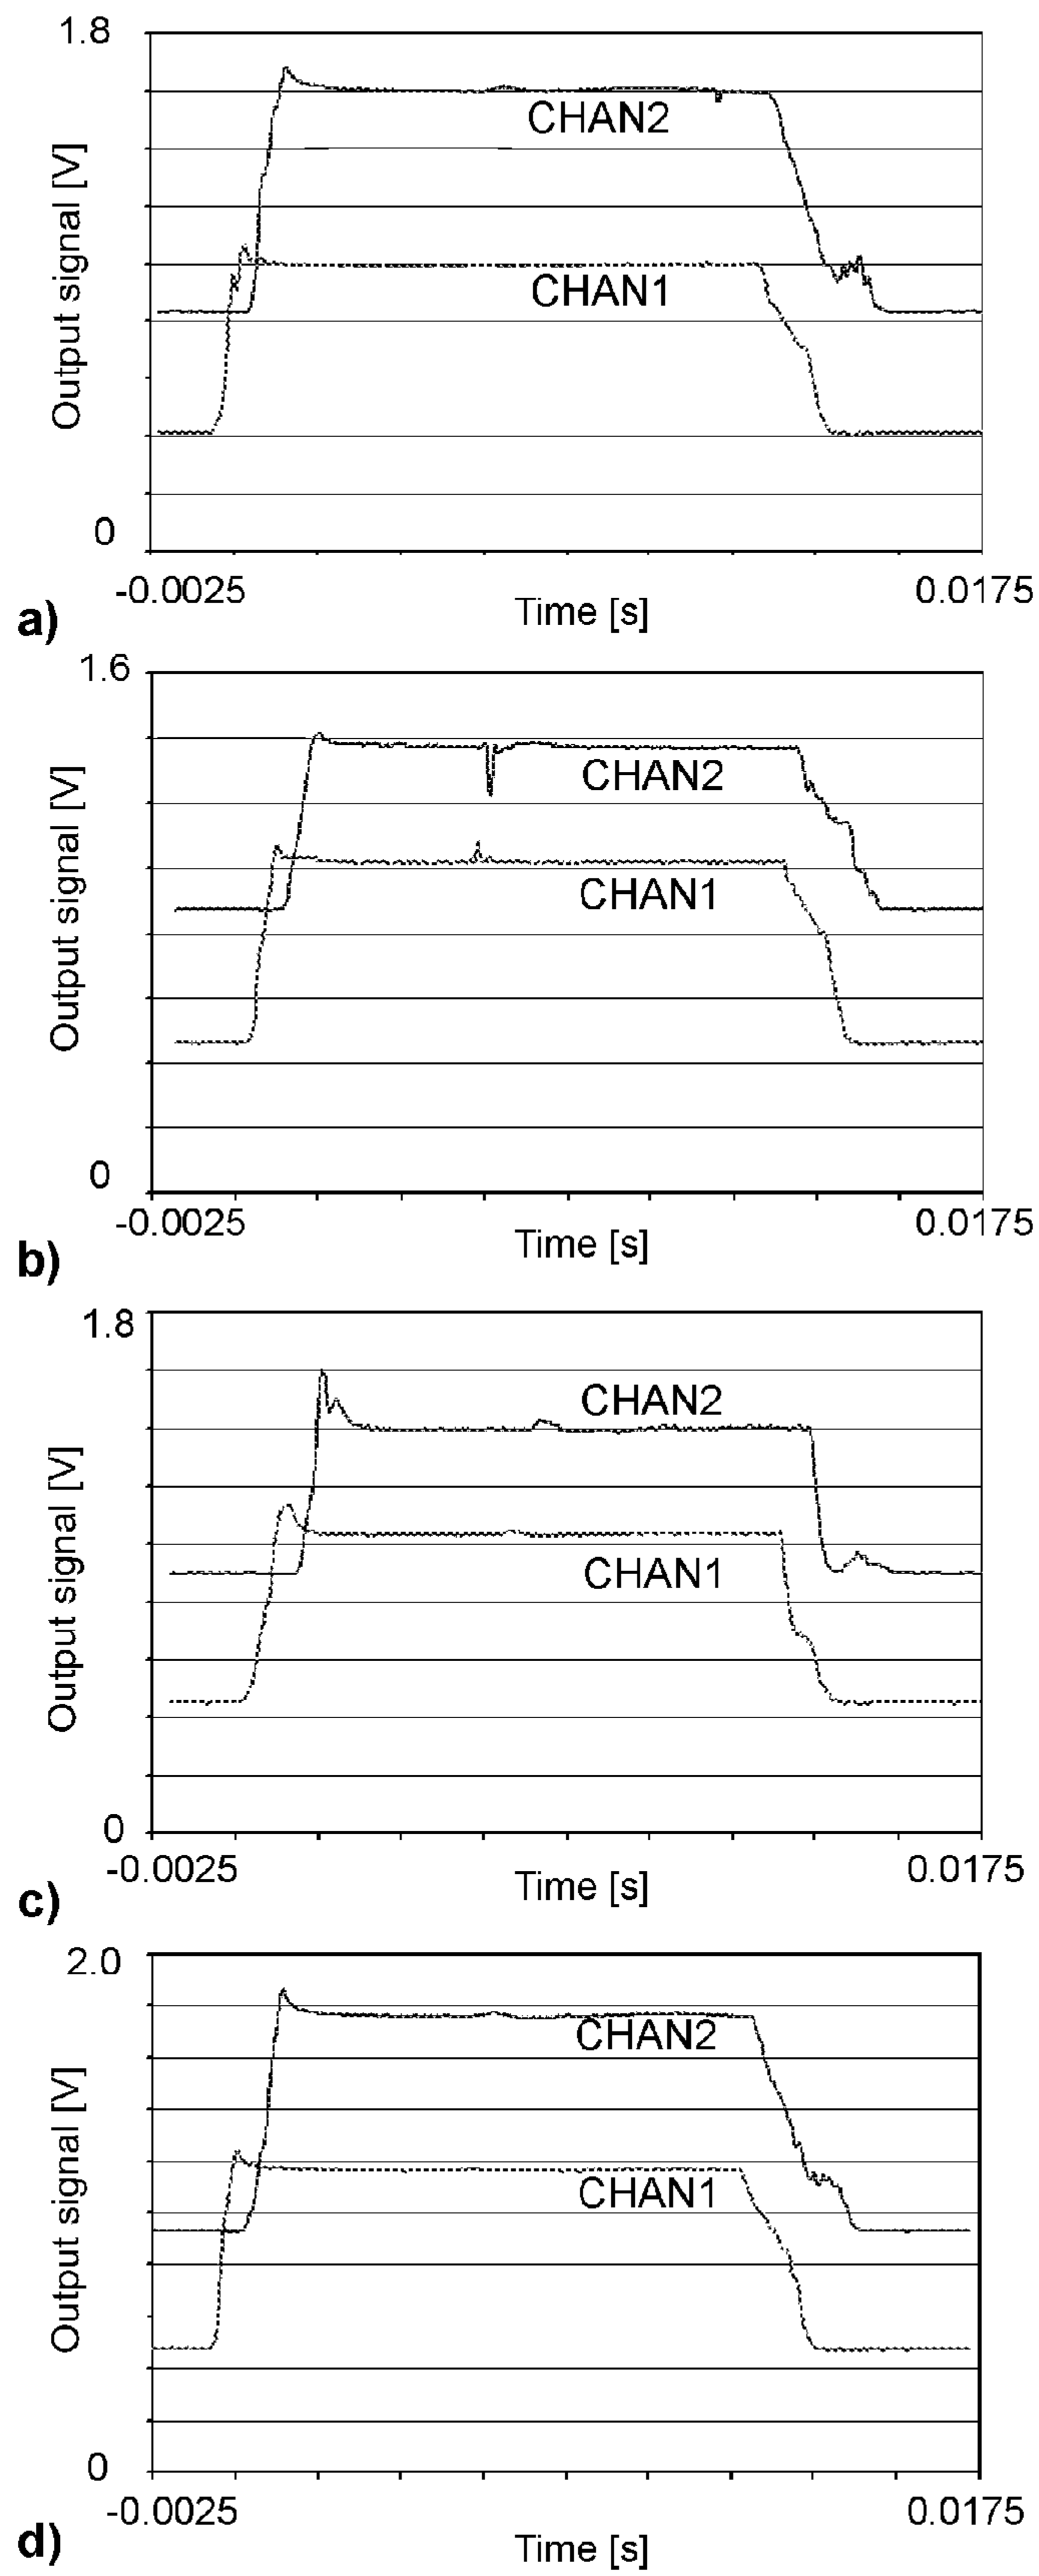 1.8
Output signal [V]
CHAN2
CHAN1
0
-0.0025
0.0175
Time [s]
a)
1.6
Output signal [V]
CHAN2
CHAN1
0
-0.0025
0.0175
Time [s]
b)
1.8
Output signal [V]
CHAN2
CHAN1
0
-0.0025
0.0175
Time [s]
c)
2.0
Output signal [V]
CHAN2
CHAN1
0
-0.0025
0.0175
Time [s]
d)